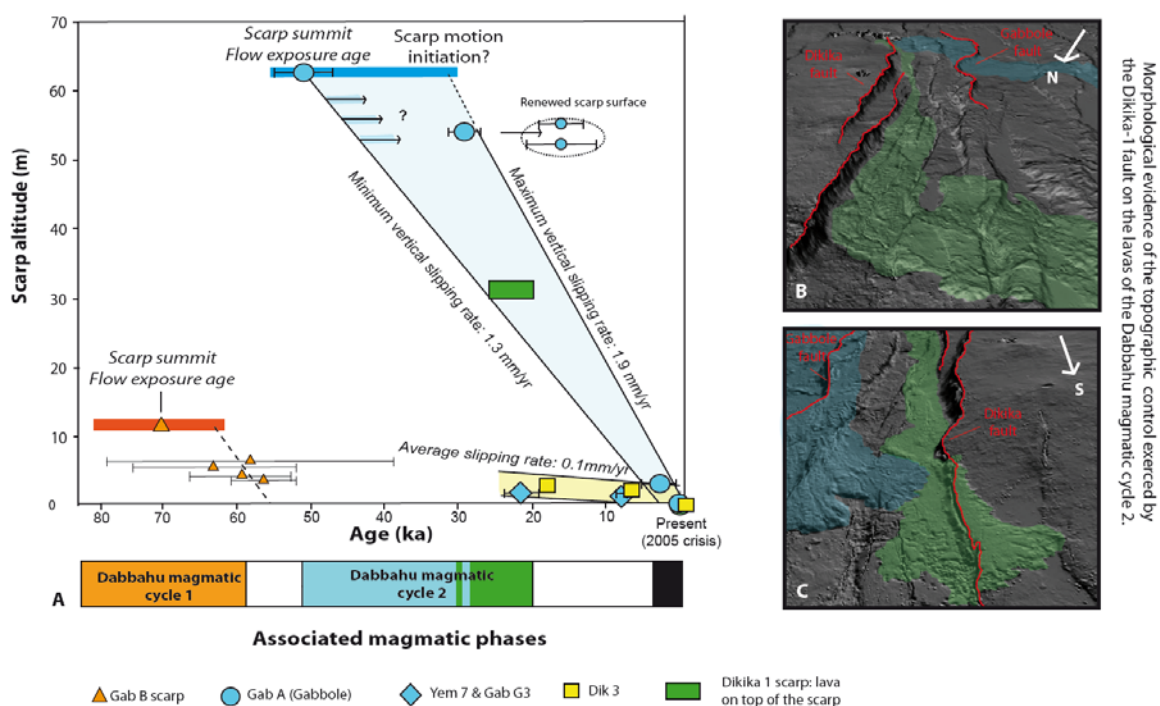 70
60
50
40
30
20
10
0
Scarp altitude (m)
Scarp summit
Flow exposure age
Scarp motion
initiation?
Renewed scarp surface
?
Minimum vertical slipping rate: 1.3 mm/yr
Maximum vertical slipping rate: 1.9 mm/yr
Scarp summit
Flow exposure age
Average slipping rate: 0.1mm/yr
80
70
60
50
40
30
20
10
Age (ka)
Present
(2005 crisis)
A
Dabbahu magmatic
cycle 1
Dabbahu magmatic
cycle 2
Associated magmatic phases
Gab B scarp
Gab A (Gabbole)
Yem 7 & Gab G3
Dik 3
Dikika 1 scarp: lava
on top of the scarp
Dikika
fault
Gabbole
fault
N
B
Gabbole
fault
S
Dikika
fault
C
Morphological evidence of the topographic control exercered by
the Dikika-1 fault on the lavas of the Dabbahu magmatic cycle 2.